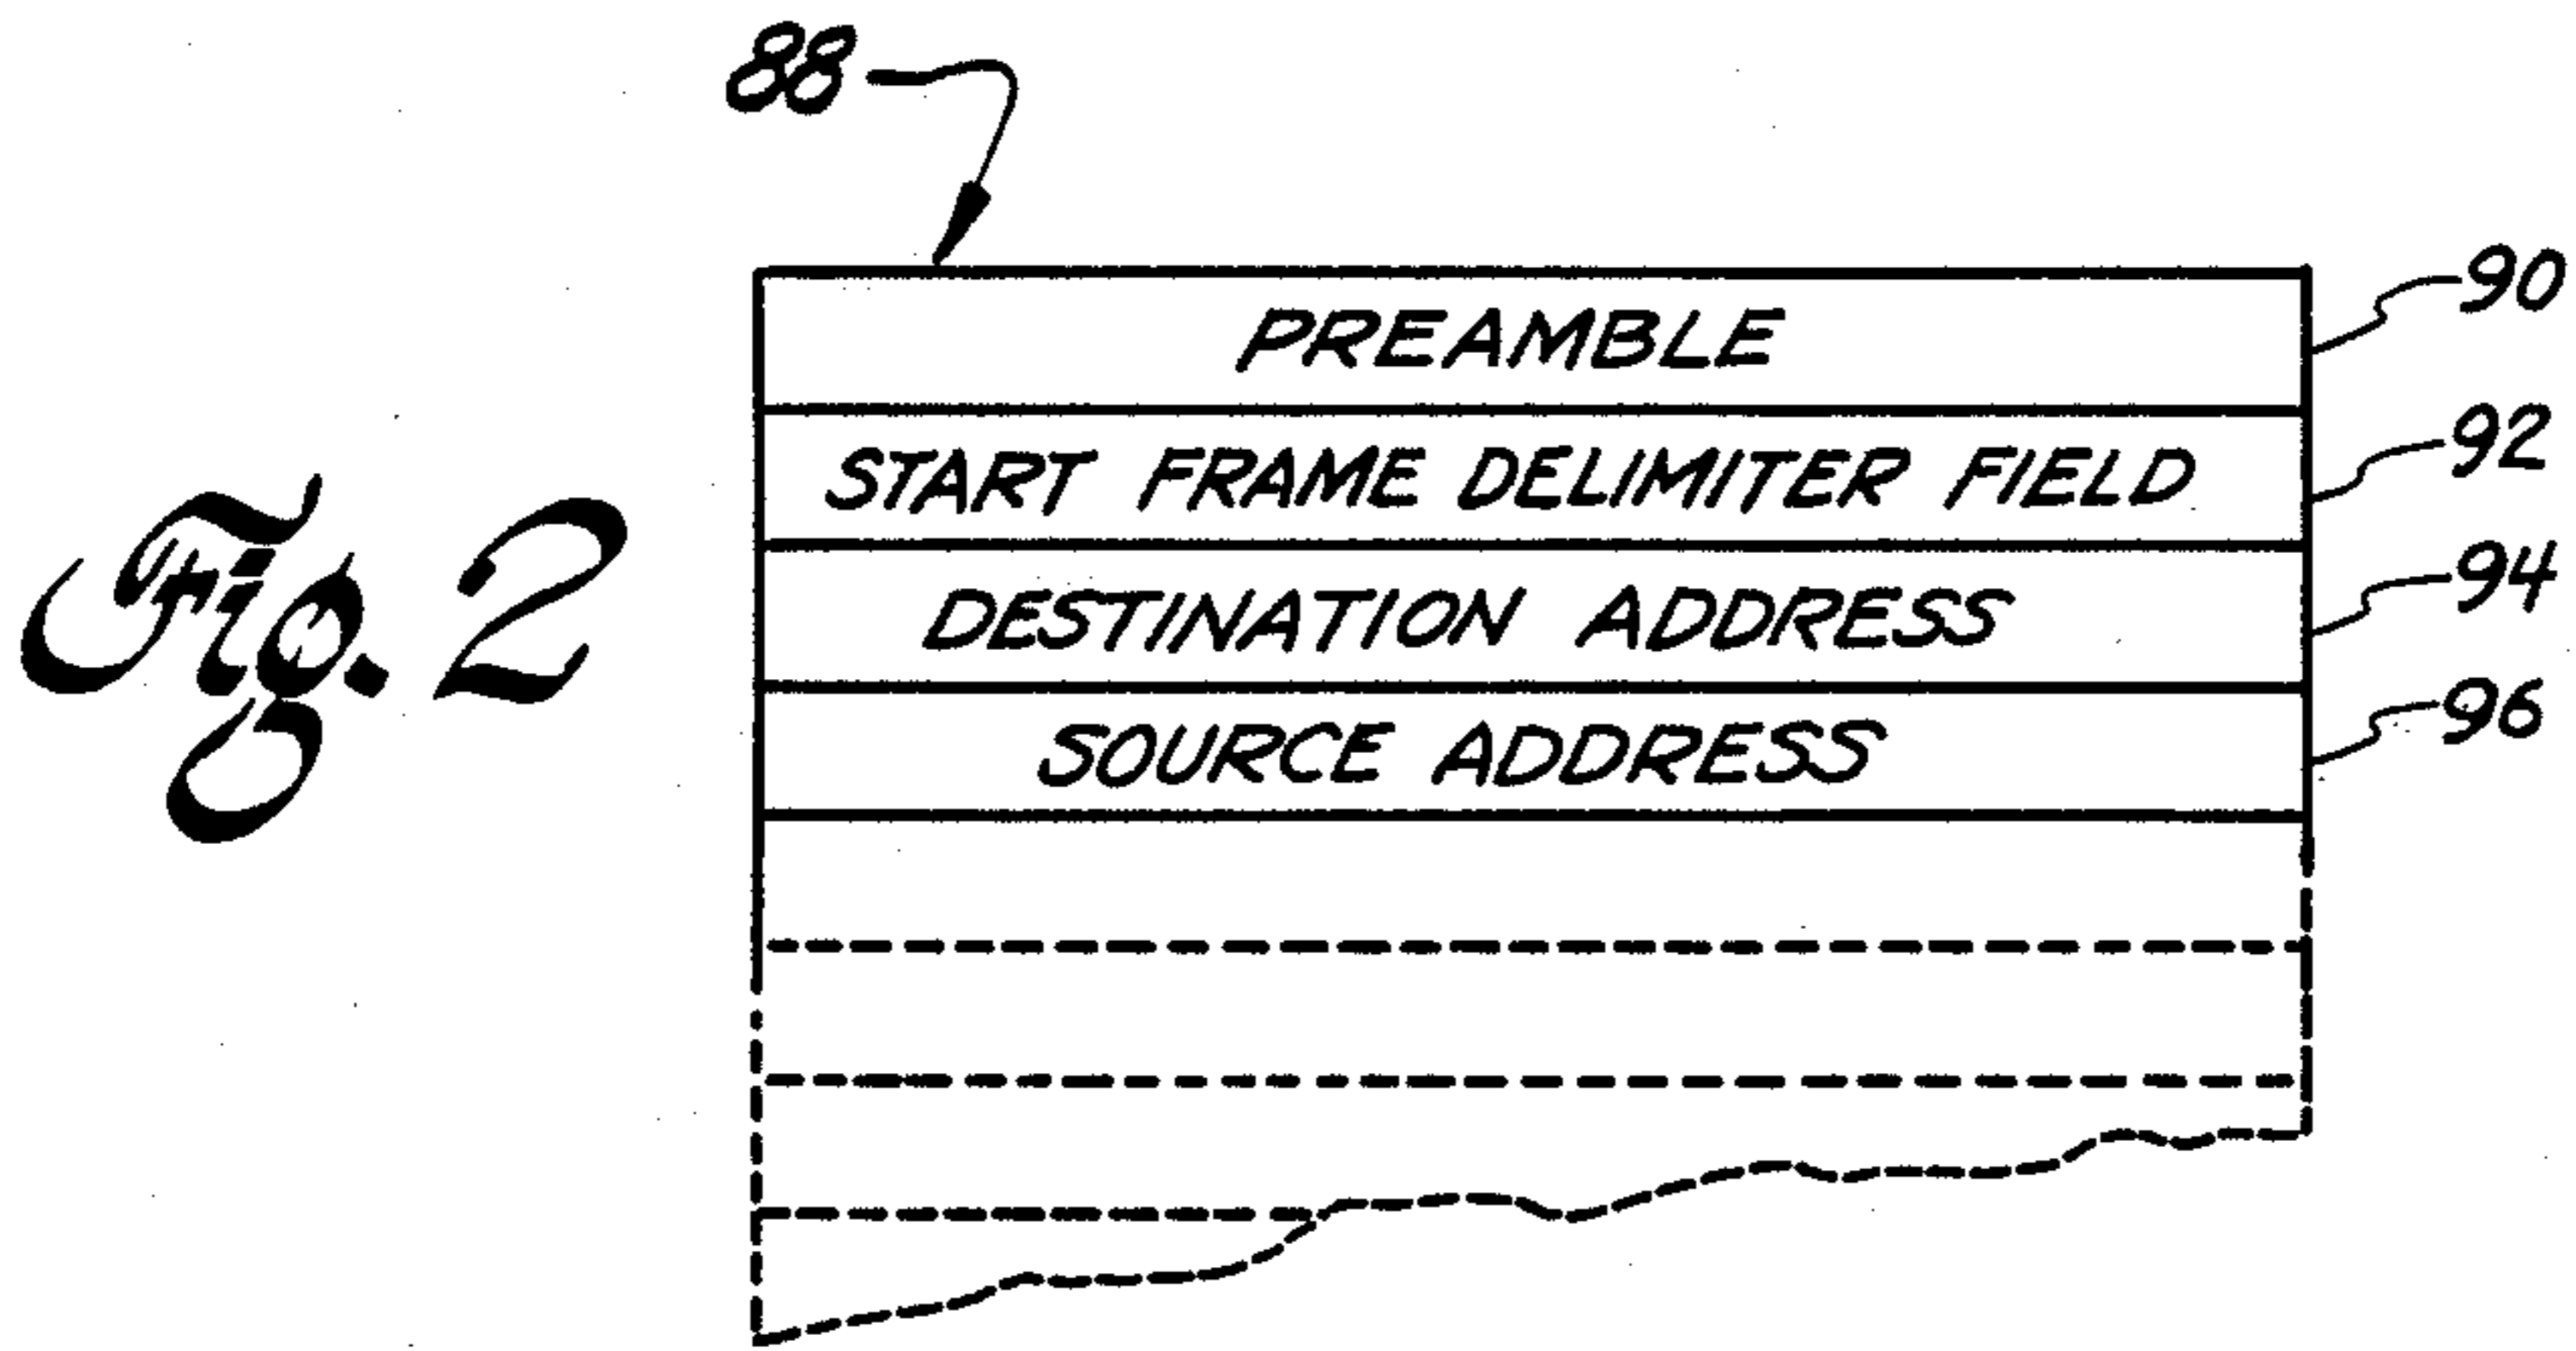 88
PREAMBLE 90
START FRAME DELIMITER FIELD 92
DESTINATION ADDRESS 94
SOURCE ADDRESS 96
Fig. 2